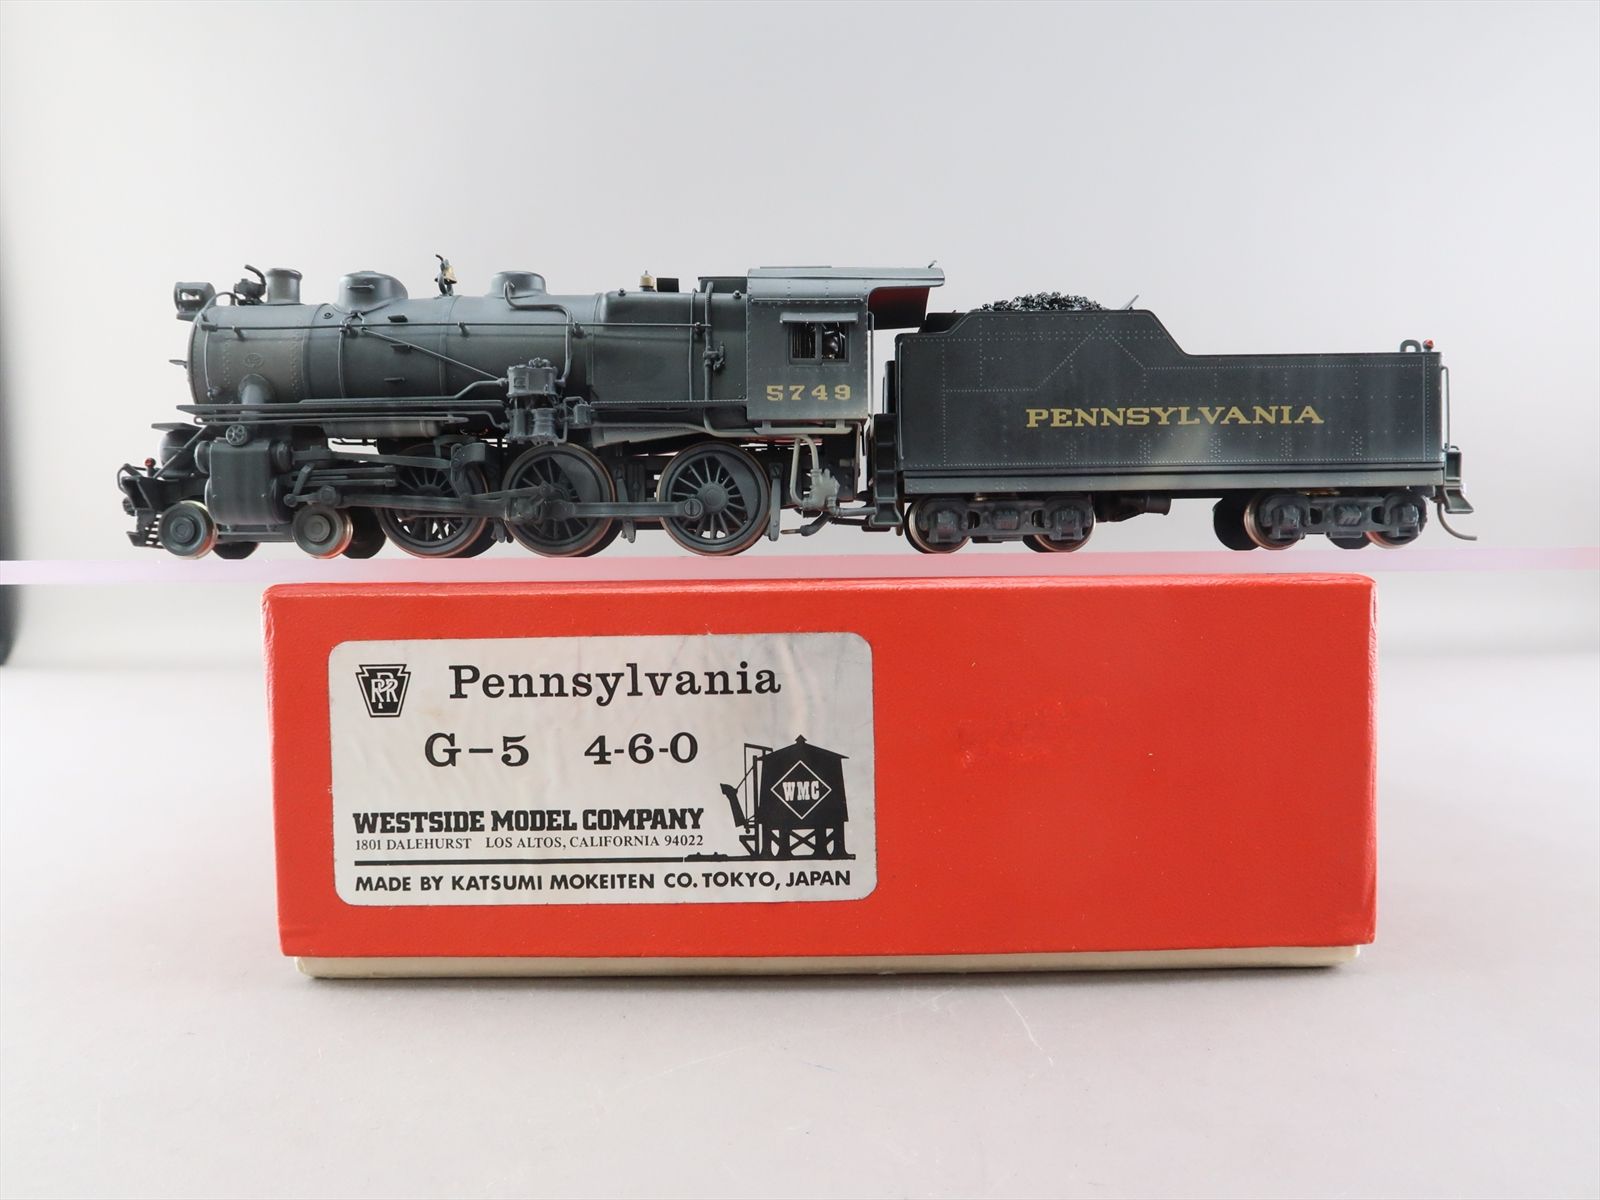 5749
PENNSYLVANIA
PRR
Pennsylvania
G-5 4-6-0
WMC
WESTSIDE MODEL COMPANY
1801 DALEHURST LOS ALTOS, CALIFORNIA 94022
MADE BY KATSUMI MOKEITEN CO. TOKYO, JAPAN